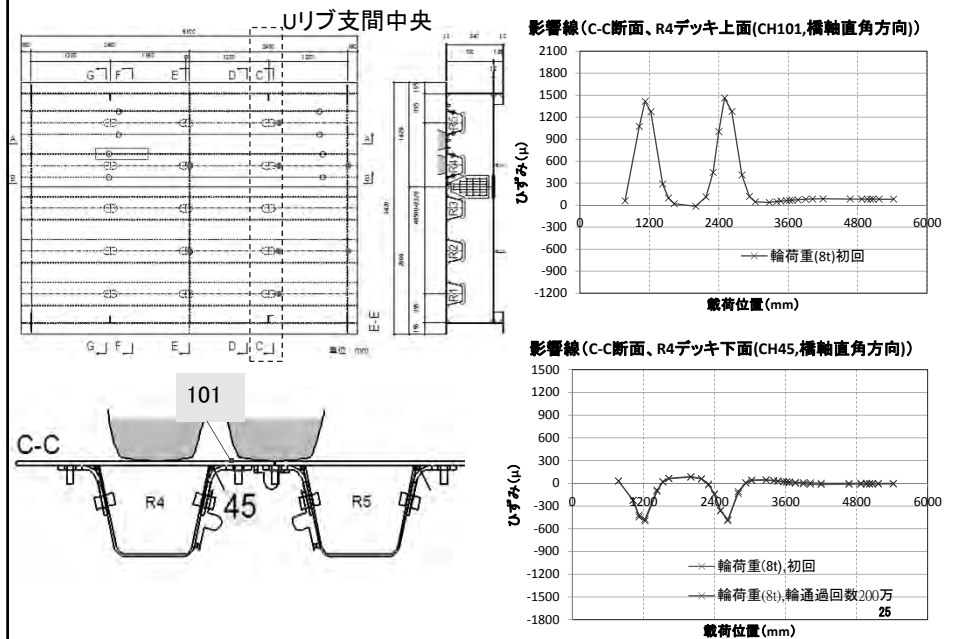 Uリブ支間中央
G F E D C
R5
R4
R3
R2
R1
E-E
G F E D C
単位 mm
101
C-C
R4
45
R5
影響線(C-C断面、R4デッキ上面(CH101,橋軸直角方向))
2100
1800
1500
1200
900
600
300
0
-300
-600
-900
-1200
0 1200 2400 3600 4800 6000
ひずみ(μ)
輪荷重(8t)初回
載荷位置(mm)
影響線(C-C断面、R4デッキ下面(CH45,橋軸直角方向))
1500
1200
900
600
300
0
-300
-600
-900
-1200
-1500
-1800
0 1200 2400 3600 4800 6000
ひずみ(μ)
輪荷重(8t),初回
輪荷重(8t),輪通過回数200万
載荷位置(mm)
25